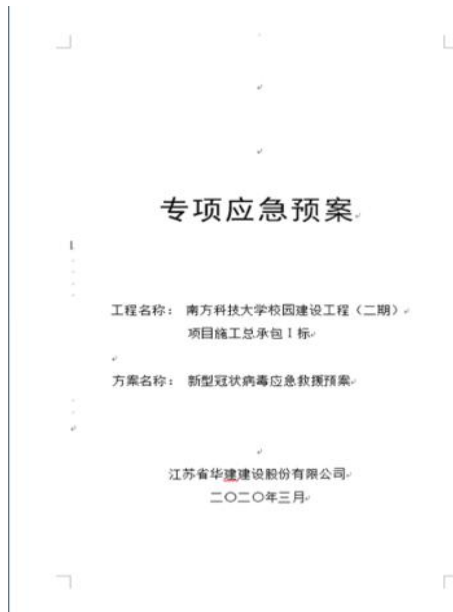 专项应急预案
工程名称： 南方科技大学校园建设工程（二期）
项目施工总承包 I 标
方案名称： 新型冠状病毒应急救援预案
江苏省华建建设股份有限公司
二〇二〇年三月